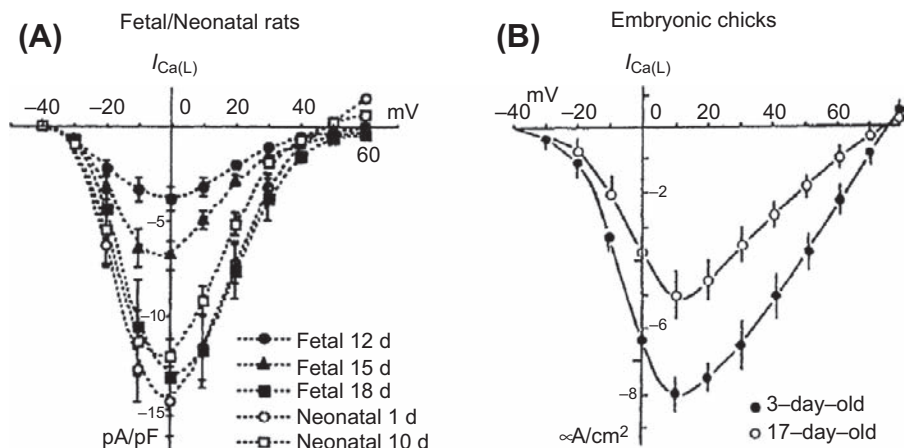 (A)
Fetal/Neonatal rats
I Ca(L)
–40 –20 0 20 40 mV
60
–5
–10
–15
pA/pF
Fetal 12 d
Fetal 15 d
Fetal 18 d
Neonatal 1 d
Neonatal 10 d
(B)
Embryonic chicks
I Ca(L)
–40 mV –20 0 20 40 60 80
–2
–4
–6
–8
∝A/cm2
3–day–old
17–day–old